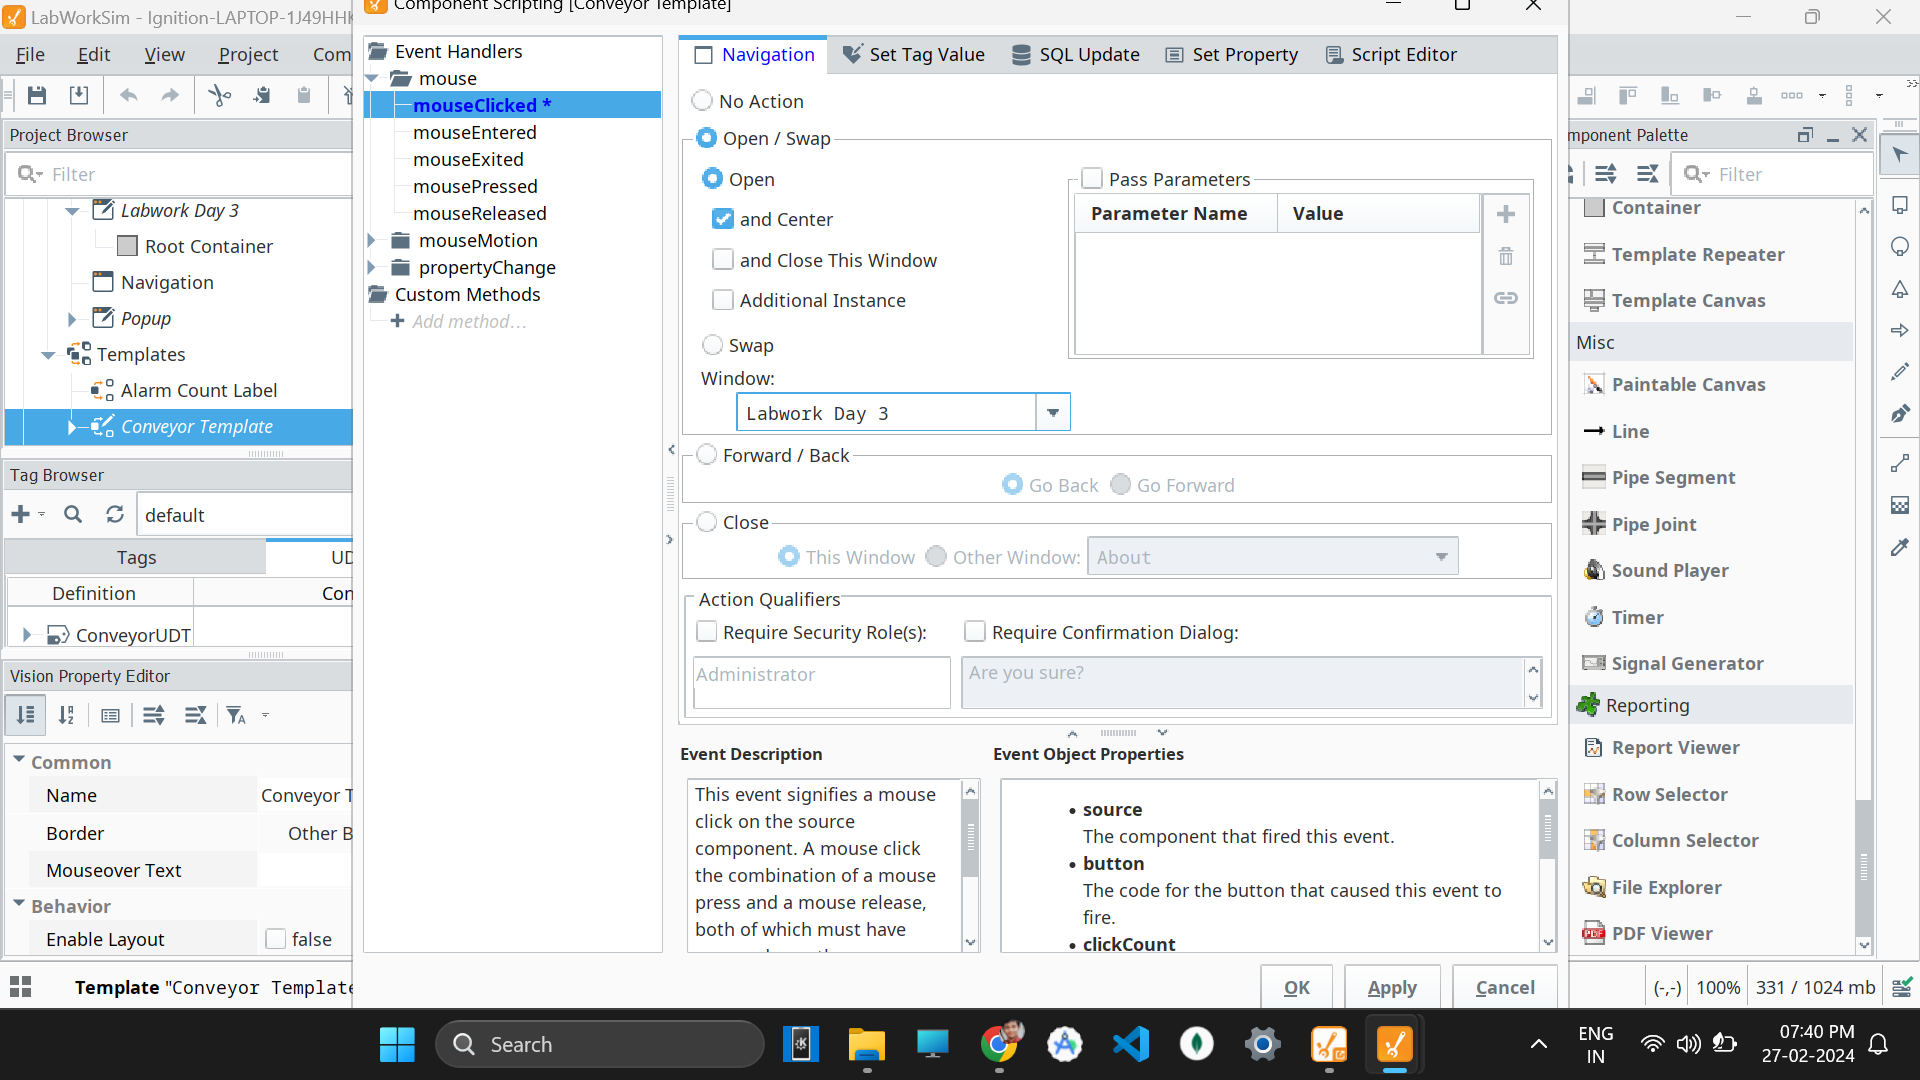 LabWorkSim - Ignition-LAPTOP-1J49HHK
Component Scripting [Conveyor Template]
File Edit View Project Com
Project Browser
Filter
Labwork Day 3
Root Container
Navigation
Popup
Templates
Alarm Count Label
Conveyor Template
Tag Browser
default
Tags UD
Definition Con
ConveyorUDT
Vision Property Editor
Common
Name Conveyor T
Border Other B
Mouseover Text
Behavior
Enable Layout false
Template "Conveyor Template
Event Handlers
mouse
mouseClicked *
mouseEntered
mouseExited
mousePressed
mouseReleased
mouseMotion
propertyChange
Custom Methods
Add method...
Navigation Set Tag Value SQL Update Set Property Script Editor
No Action
Open / Swap
Open
and Center
and Close This Window
Additional Instance
Swap
Window:
Labwork Day 3
Pass Parameters
Parameter Name Value
Forward / Back
Go Back Go Forward
Close
This Window Other Window: About
Action Qualifiers
Require Security Role(s): Require Confirmation Dialog:
Administrator Are you sure?
Event Description
This event signifies a mouse
click on the source
component. A mouse click
the combination of a mouse
press and a mouse release,
both of which must have
Event Object Properties
• source
The component that fired this event.
• button
The code for the button that caused this event to
fire.
• clickCount
OK Apply Cancel
mponent Palette
Filter
Container
Template Repeater
Template Canvas
Misc
Paintable Canvas
Line
Pipe Segment
Pipe Joint
Sound Player
Timer
Signal Generator
Reporting
Report Viewer
Row Selector
Column Selector
File Explorer
PDF Viewer
(-,-) 100% 331 / 1024 mb
Search
ENG
IN
07:40 PM
27-02-2024